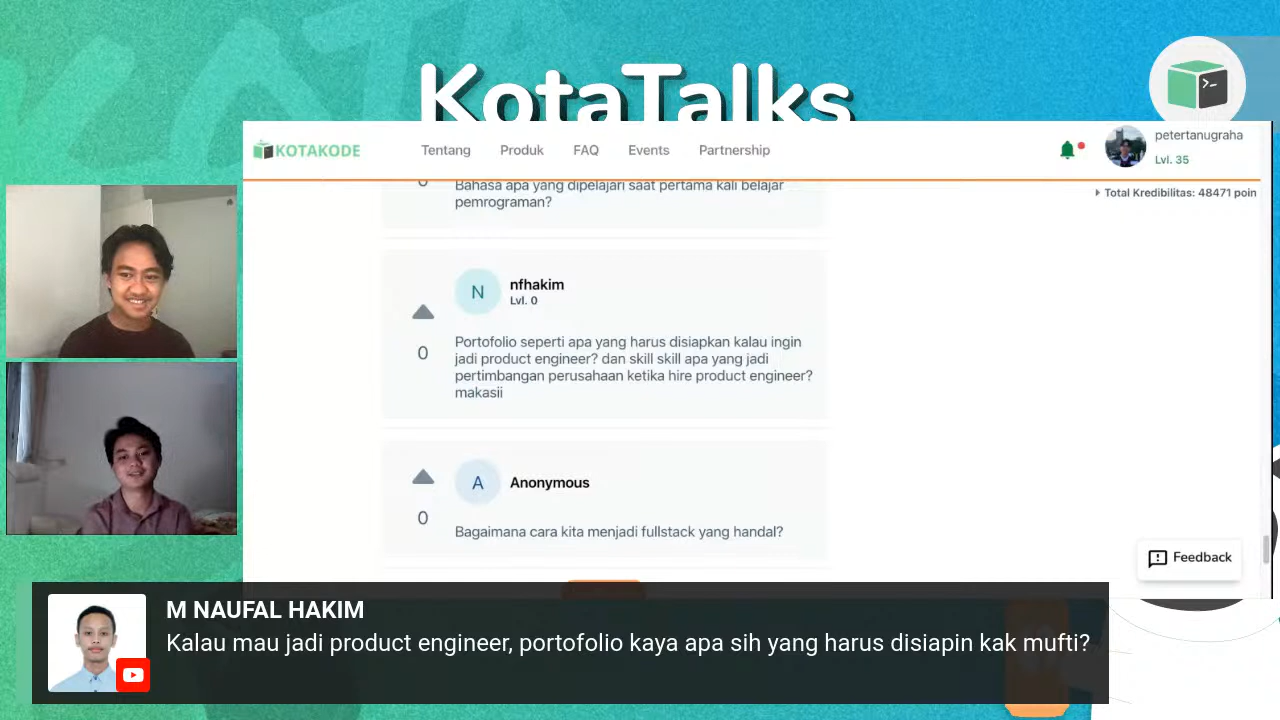 KotaTalks
KOTAKODE
Tentang
Produk
FAQ
Events
Partnership
petertanugraha
Lvl. 35
Total Kredibilitas: 48471 poin
0
Bahasa apa yang dipelajari saat pertama kali belajar
pemrograman?
N
nfhakim
Lvl. 0
0
Portofolio seperti apa yang harus disiapkan kalau ingin
jadi product engineer? dan skill skill apa yang jadi
pertimbangan perusahaan ketika hire product engineer?
makasii
A
Anonymous
0
Bagaimana cara kita menjadi fullstack yang handal?
Feedback
M NAUFAL HAKIM
Kalau mau jadi product engineer, portofolio kaya apa sih yang harus disiapin kak mufti?